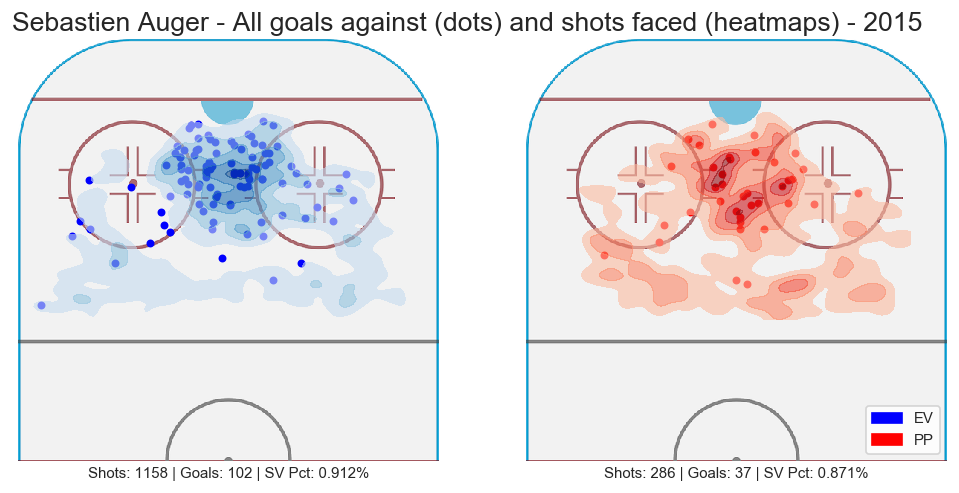 Sebastien Auger - All goals against (dots) and shots faced (heatmaps) - 2015
EV
PP
Shots: 1158 | Goals: 102 | SV Pct: 0.912%
Shots: 286 | Goals: 37 | SV Pct: 0.871%